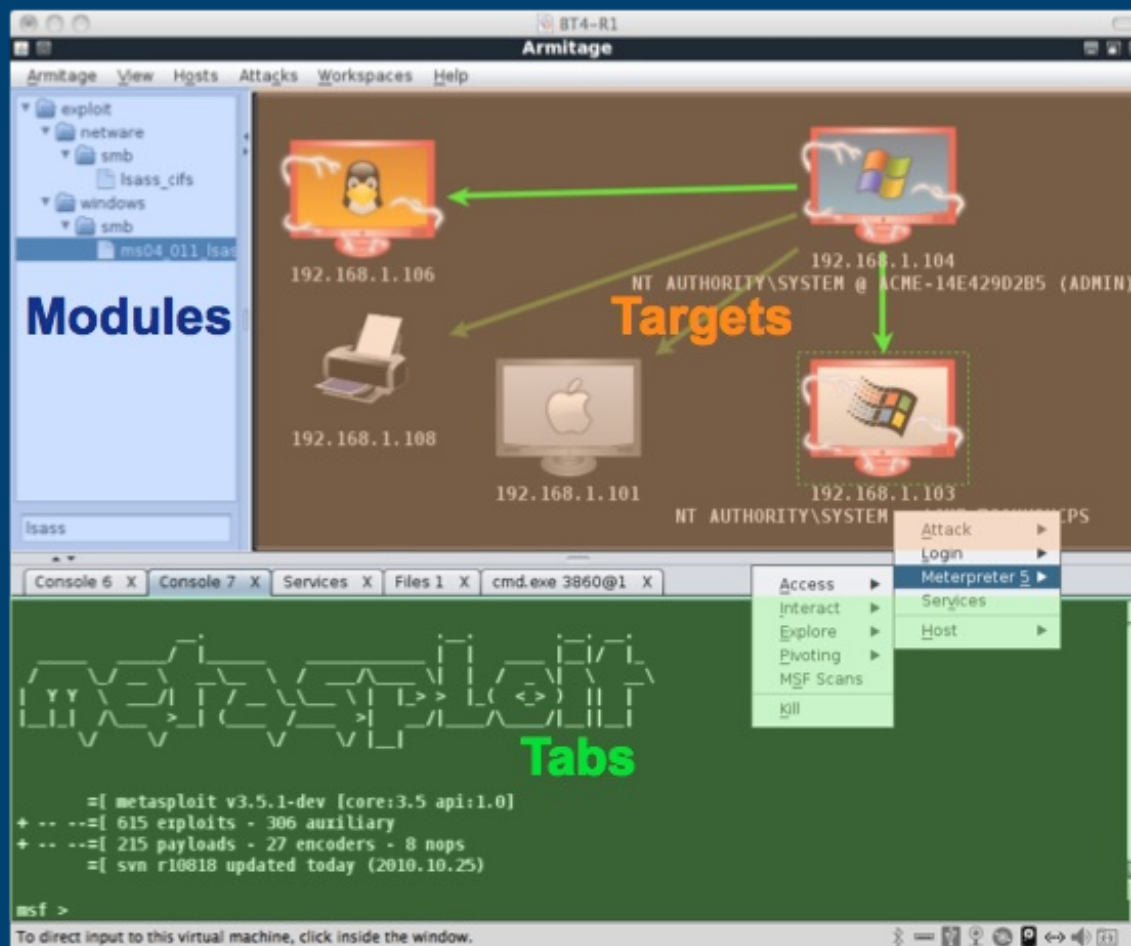 BT4-R1
Armitage
Armitage View Hosts Attacks Workspaces Help
exploit
netware
smb
lsass_cifs
windows
smb
ms04_011_lsas
Modules
lsass
192.168.1.106
192.168.1.104
NT AUTHORITY\SYSTEM @ ACME-14E429D2B5 (ADMIN)
Targets
192.168.1.108
192.168.1.101
192.168.1.103
NT AUTHORITY\SYSTEM
Attack
Login
Meterpreter 5
Services
Host
Access
Interact
Explore
Pivoting
MSF Scans
Kill
Console 6 X Console 7 X Services X Files 1 X cmd.exe 3860@1 X
metasploit
Tabs
=[ metasploit v3.5.1-dev [core:3.5 api:1.0]
+ -- --=[ 615 exploits - 306 auxiliary
+ -- --=[ 215 payloads - 27 encoders - 8 nops
=[ svn r10818 updated today (2010.10.25)
msf >
To direct input to this virtual machine, click inside the window.